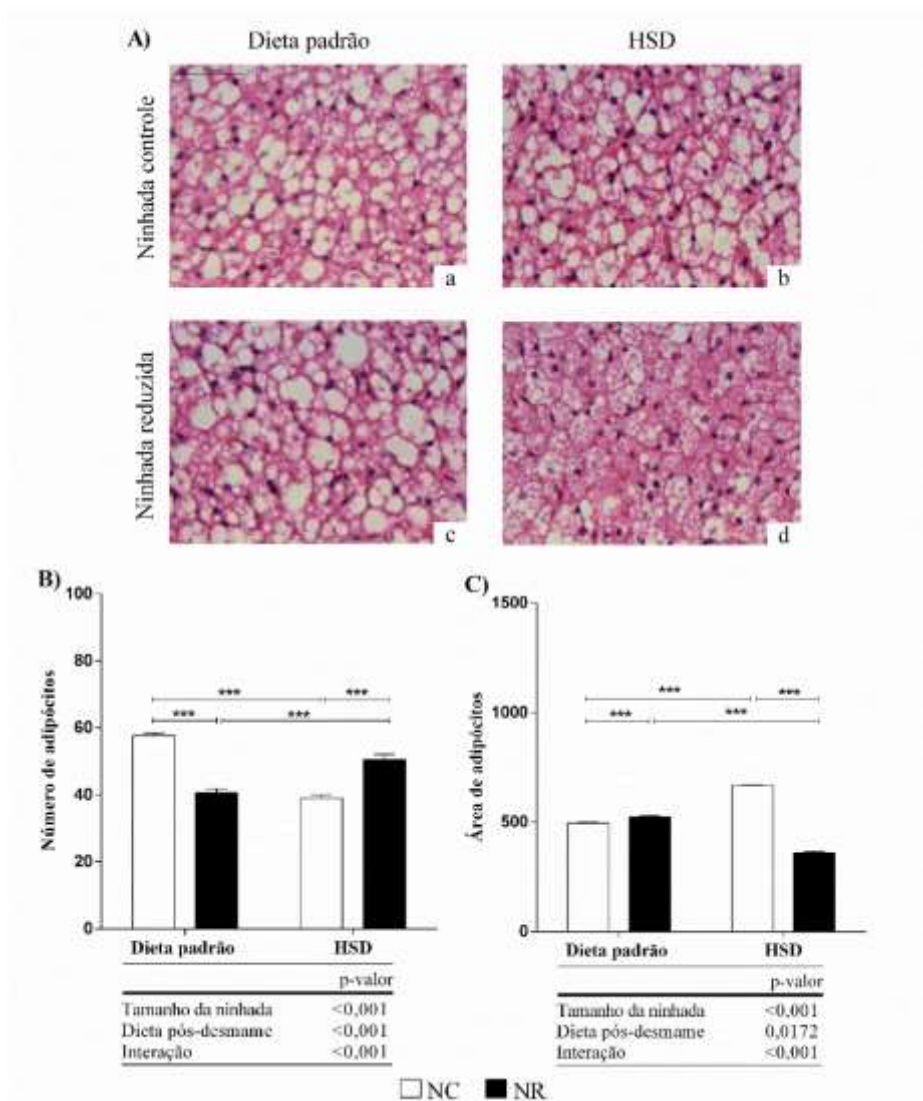 A)
Dieta padrão
HSD
Ninhada controle
a
b
Ninhada reduzida
c
d
B)
Número de adipócitos
100
80
60
40
20
0
***
***
***
***
Dieta padrão
HSD
p-valor
Tamanho da ninhada <0,001
Dieta pós-desmame <0,001
Interação <0,001
C)
Área de adipócitos
1500
1000
500
0
***
***
***
***
Dieta padrão
HSD
p-valor
Tamanho da ninhada <0,001
Dieta pós-desmame 0,0172
Interação <0,001
NC NR